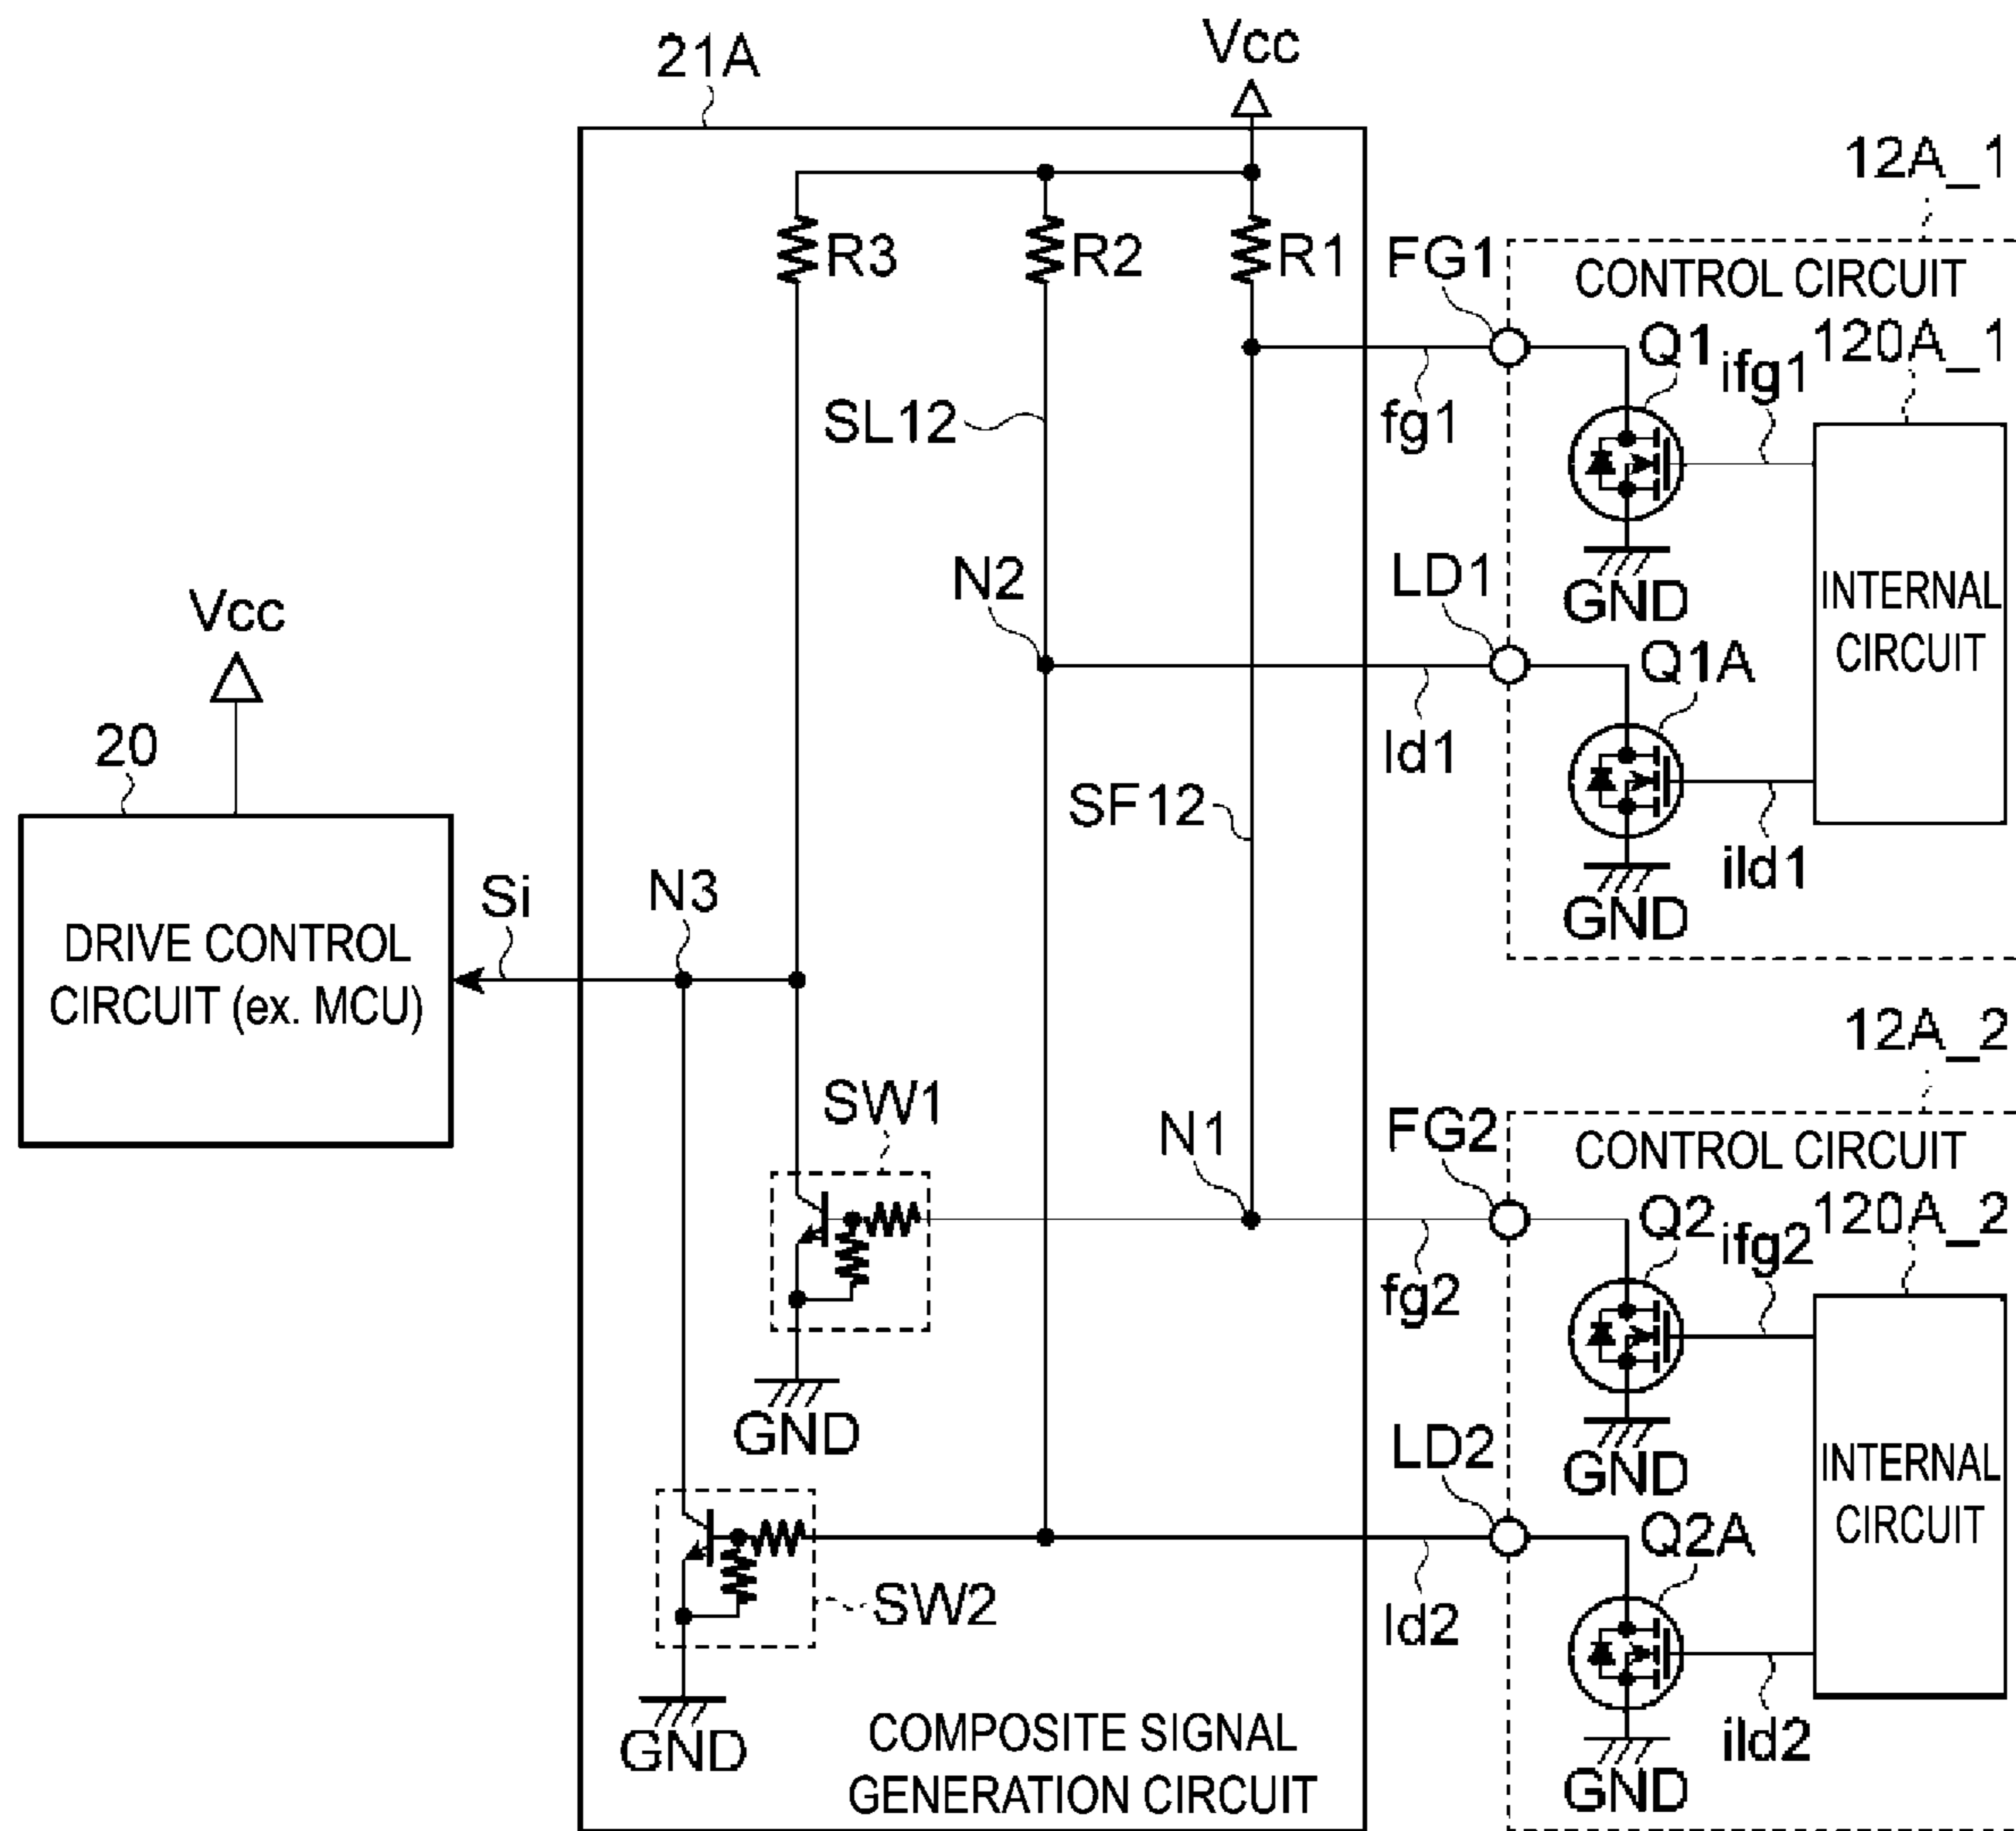 21A
Vcc
12A_1
R3
R2
R1
FG1
CONTROL CIRCUIT
Q1
ifg1
120A_1
SL12
fg1
INTERNAL
CIRCUIT
GND
N2
LD1
Vcc
Q1A
ld1
20
SF12
ild1
GND
Si
N3
DRIVE CONTROL
CIRCUIT (ex. MCU)
12A_2
SW1
N1
FG2
CONTROL CIRCUIT
Q2
ifg2
120A_2
fg2
GND
LD2
GND
INTERNAL
CIRCUIT
Q2A
SW2
ld2
GND
COMPOSITE SIGNAL
GENERATION CIRCUIT
ild2
GND